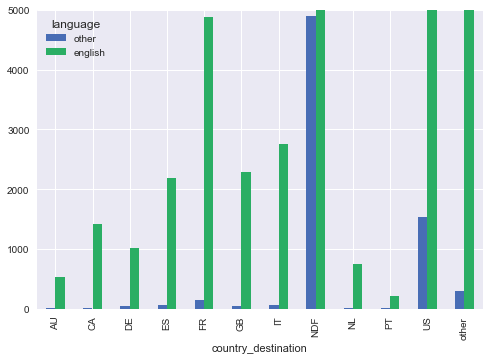 5000
4000
3000
2000
1000
0
language
other
english
AU
CA
DE
ES
FR
GB
IT
NDF
NL
PT
US
other
country_destination